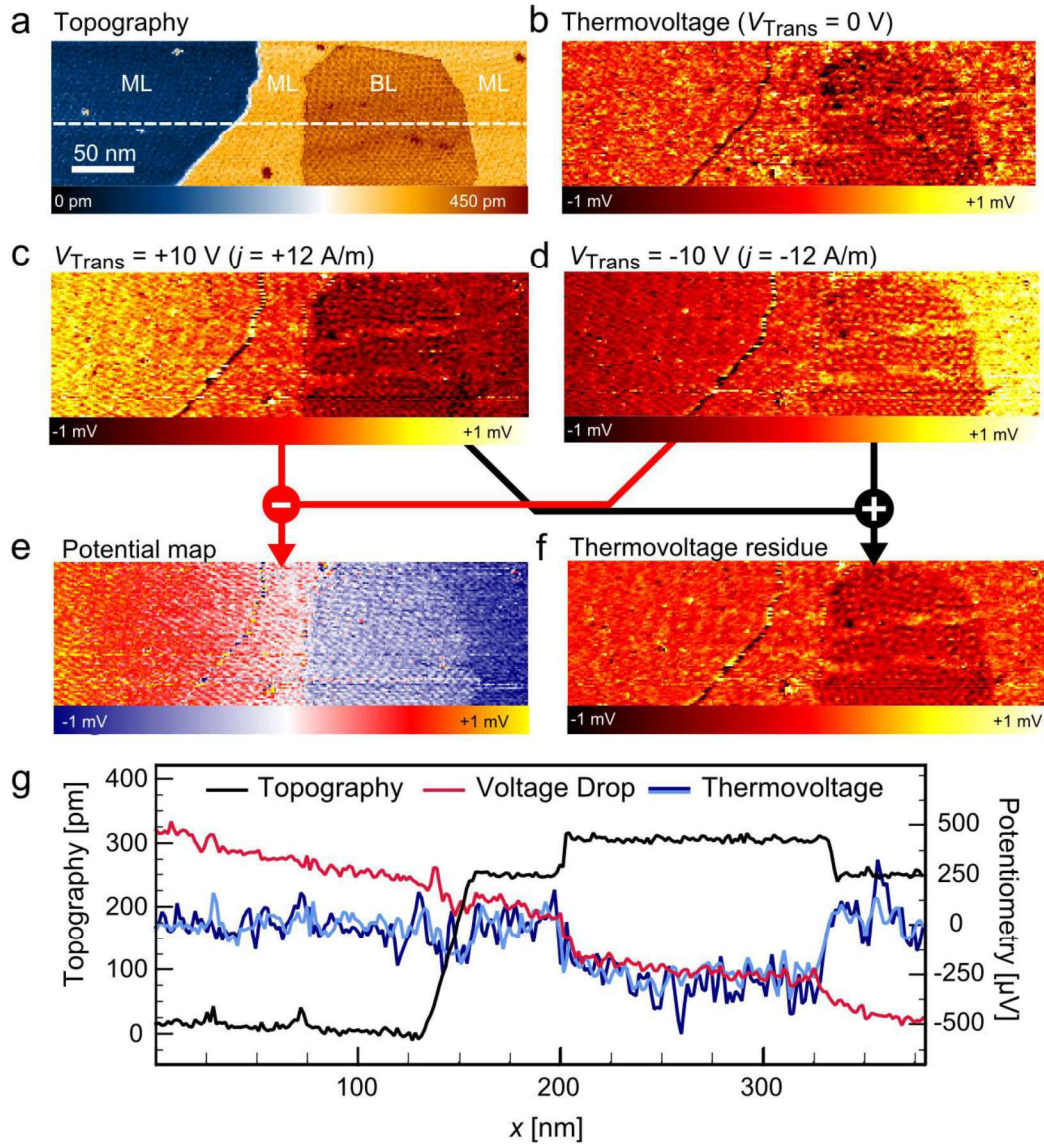 a Topography
ML ML BL ML
50 nm
0 pm 450 pm
b Thermovoltage (V_Trans = 0 V)
-1 mV +1 mV
c V_Trans = +10 V (j = +12 A/m)
-1 mV +1 mV
d V_Trans = -10 V (j = -12 A/m)
-1 mV +1 mV
− +
e Potential map
-1 mV +1 mV
f Thermovoltage residue
-1 mV +1 mV
g
Topography Voltage Drop Thermovoltage
Topography [pm]
400
300
200
100
0
Potentiometry [µV]
500
250
0
-250
-500
100 200 300
x [nm]